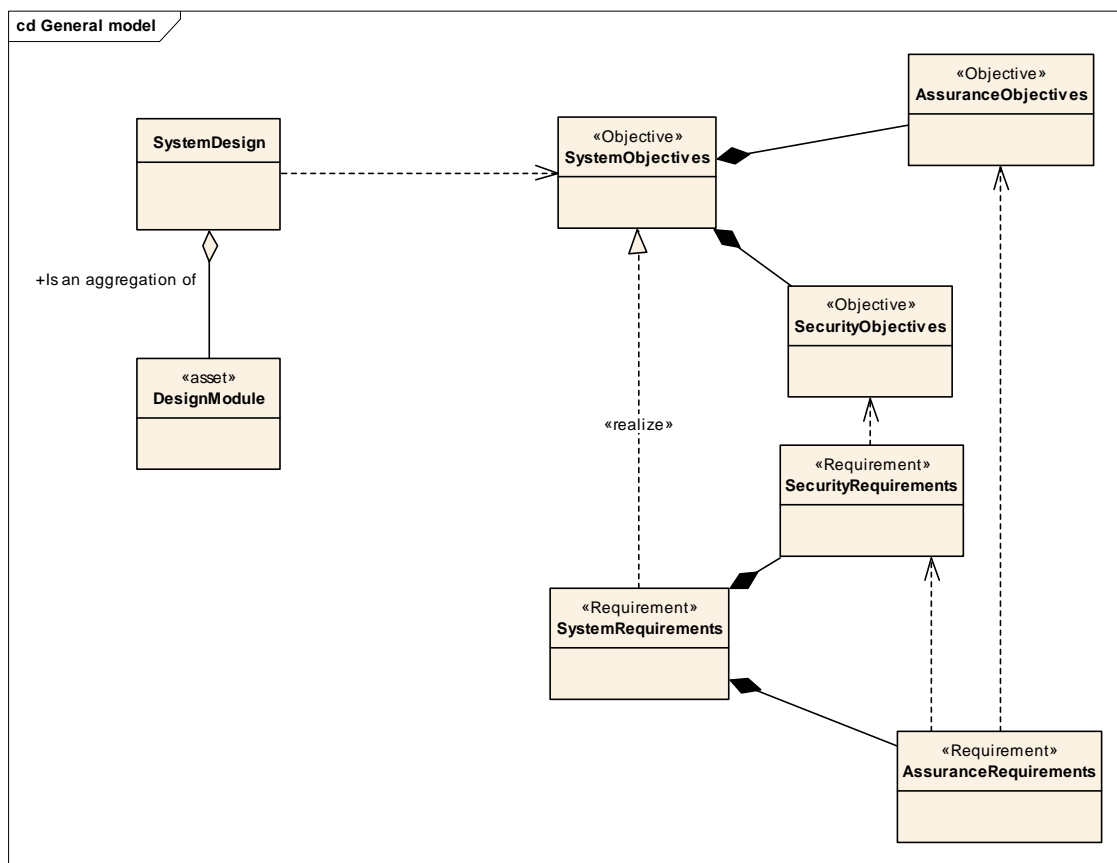 cd General model
«Objective»
AssuranceObjectives
SystemDesign
«Objective»
SystemObjectives
+Is an aggregation of
«Objective»
SecurityObjectives
«asset»
DesignModule
«realize»
«Requirement»
SecurityRequirements
«Requirement»
SystemRequirements
«Requirement»
AssuranceRequirements